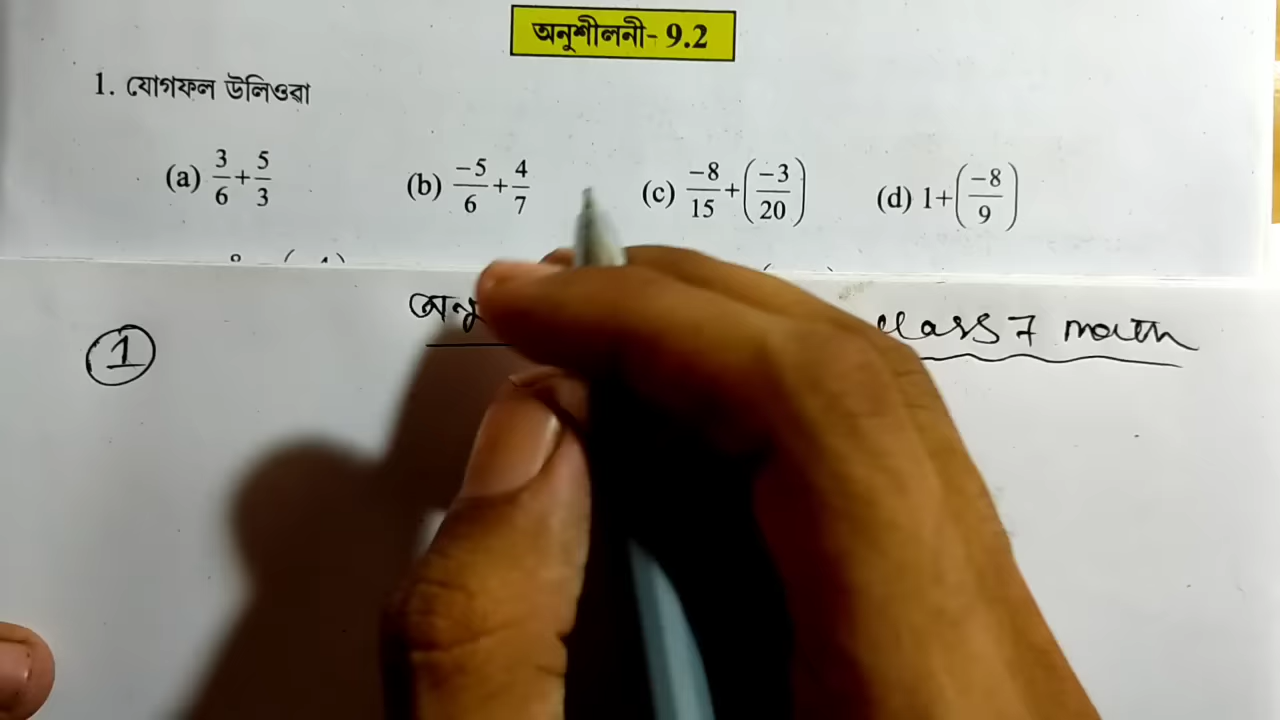 অনুশীলনী- 9.2
1. যোগফল উলিওৱা
(a) 3/6 + 5/3 (b) -5/6 + 4/7 (c) -8/15 + (-3/20) (d) 1+(-8/9)
class 7 math
1